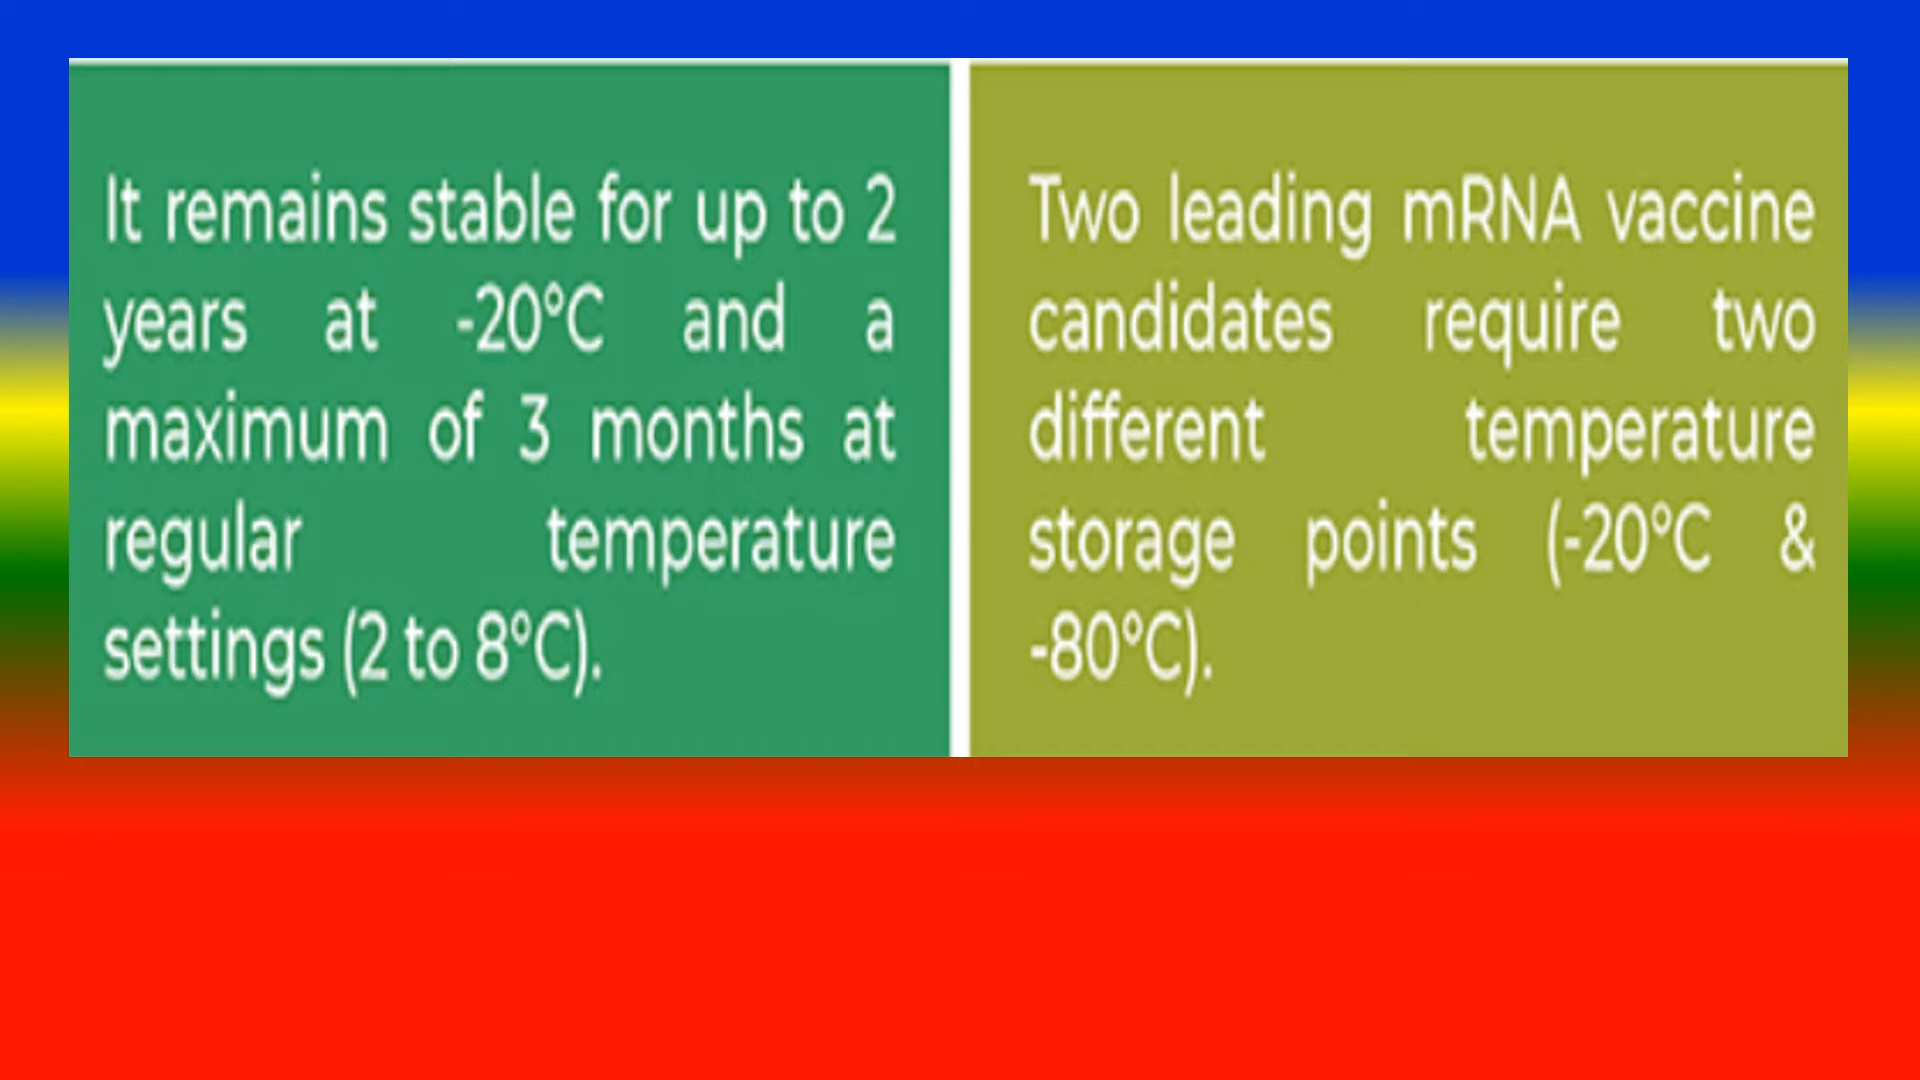 It remains stable for up to 2
years at -20°C and a
maximum of 3 months at
regular temperature
settings (2 to 8°C).
Two leading mRNA vaccine
candidates require two
different temperature
storage points (-20°C &
-80°C).